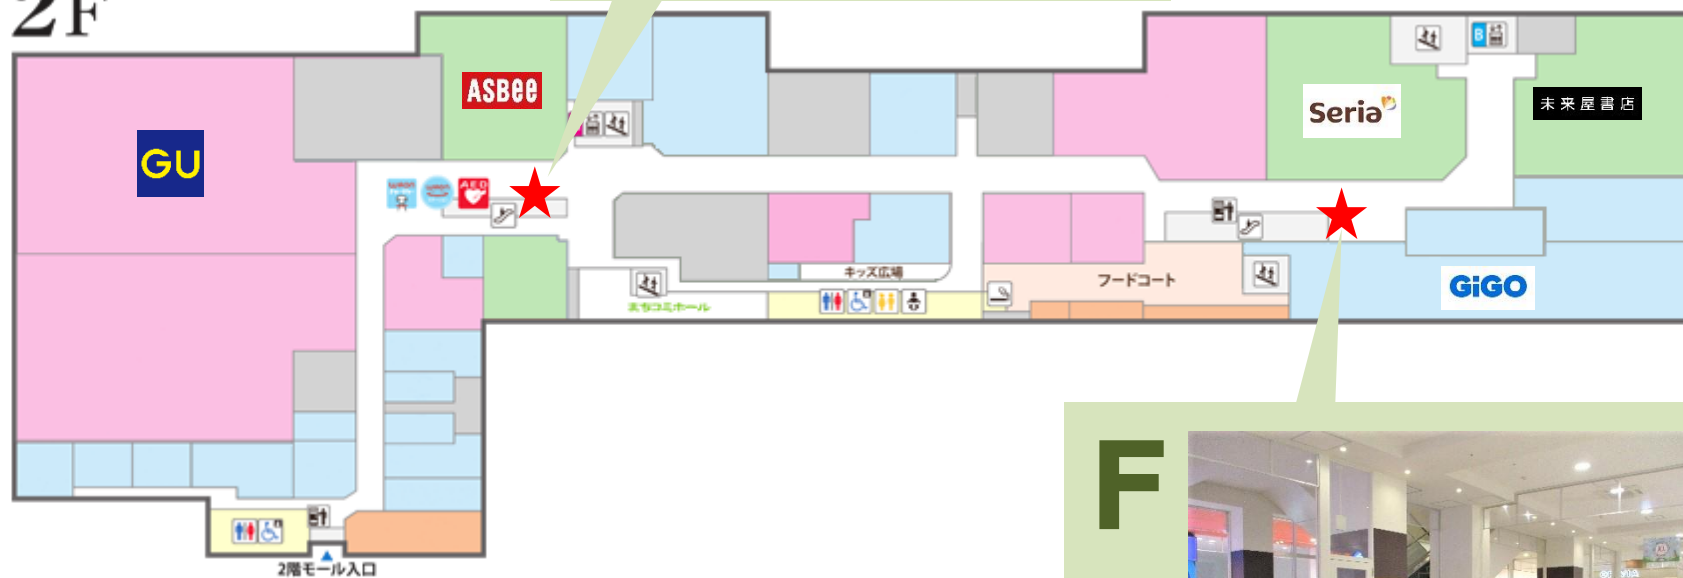 2F
ASBee
GU
Seria
未来屋書店
B
AED
キッズ広場
フードコート
まちコミホール
GiGO
F
2階モール入口